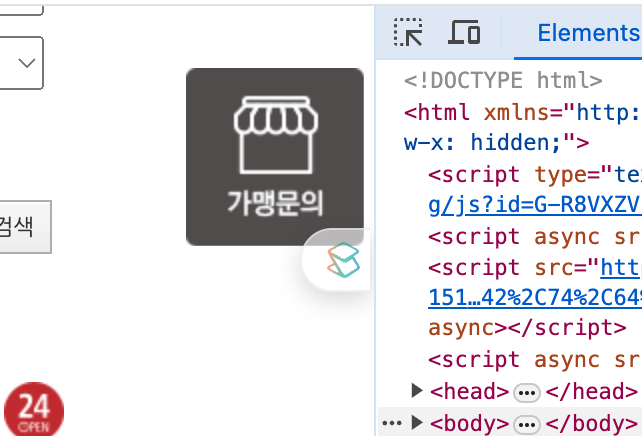 가맹문의
검색
24
OPEN
Elements
<!DOCTYPE html>
<html xmlns="http:
w-x: hidden;">
<script type="te
g/js?id=G-R8VXZV
<script async sr
<script src="htt
151…42%2C74%2C64
async></script>
<script async sr
▶<head>…</head>
…▶<body>…</body>